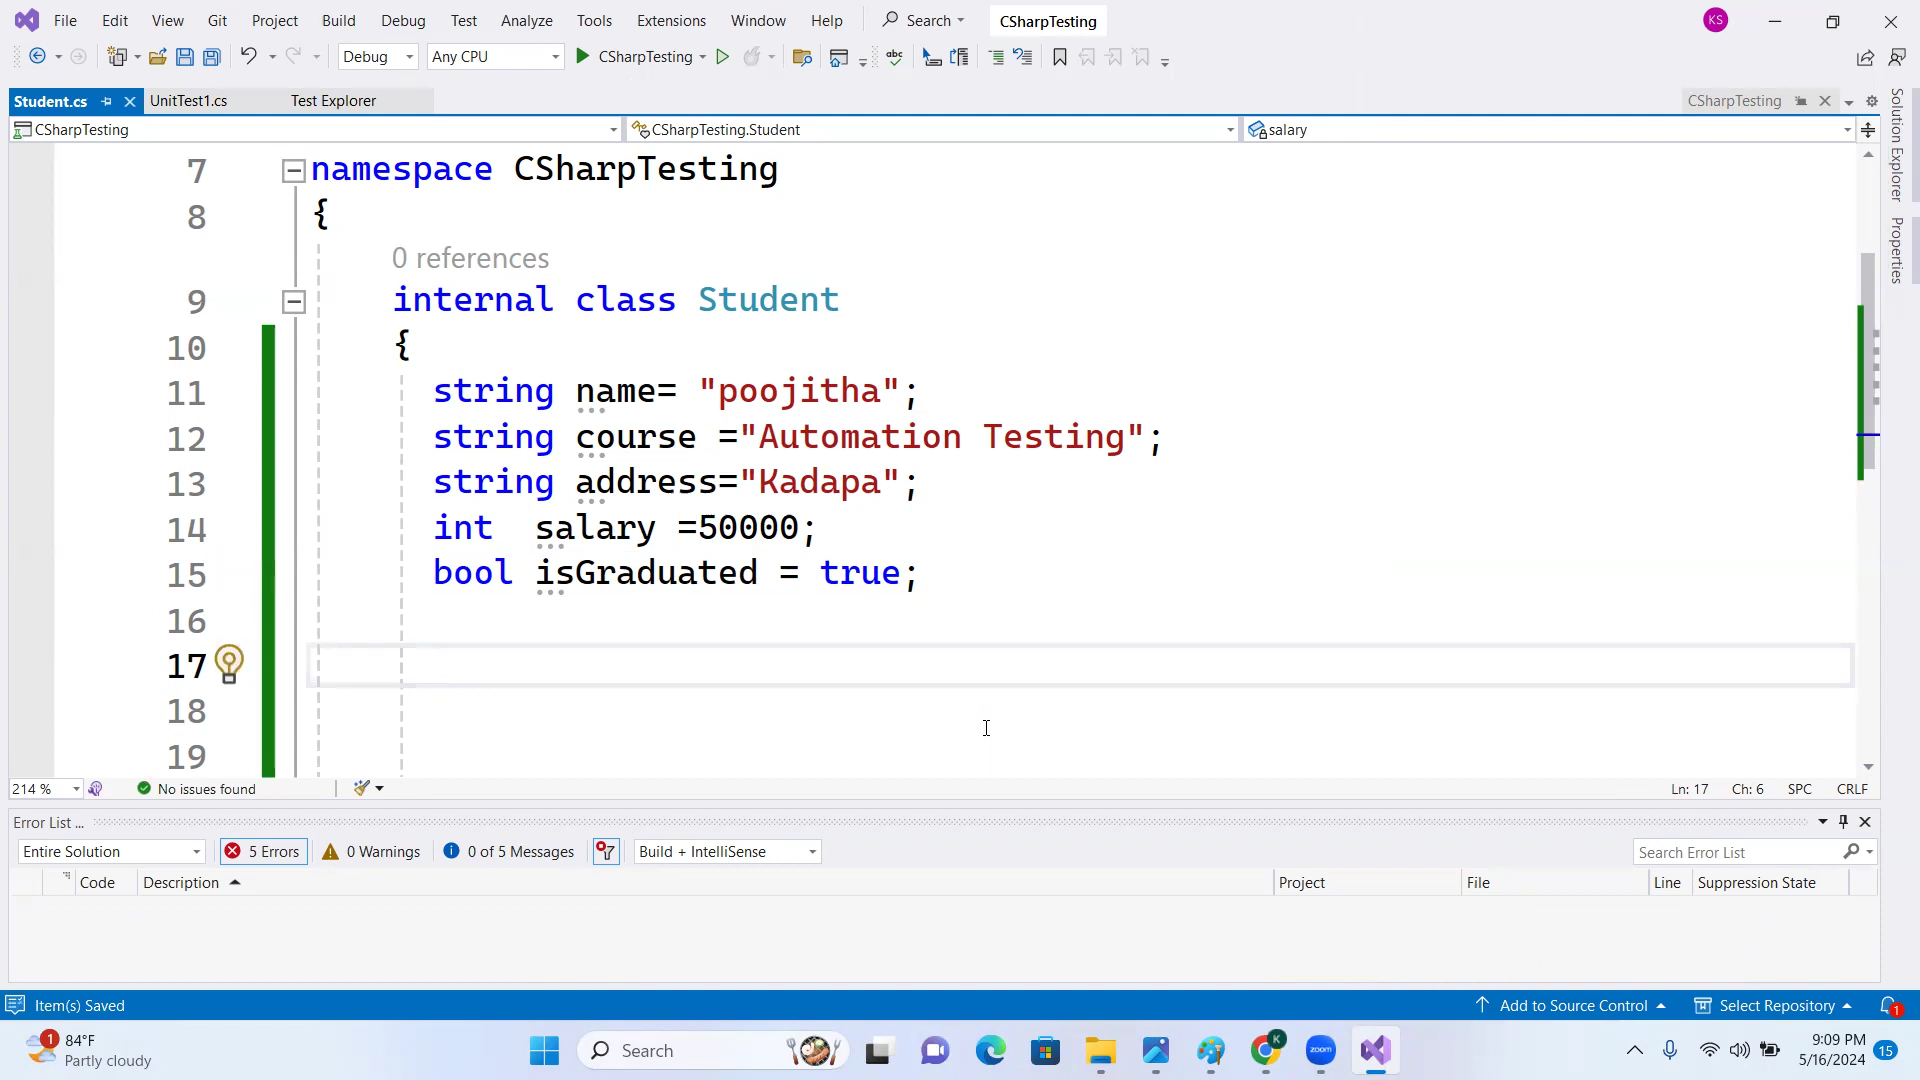 File Edit View Git Project Build Debug Test Analyze Tools Extensions Window Help Search CSharpTesting KS
Debug Any CPU CSharpTesting abc
Student.cs UnitTest1.cs Test Explorer CSharpTesting
CSharpTesting CSharpTesting.Student salary
7 namespace CSharpTesting
8 {
0 references
9 internal class Student
10 {
11 string name= "poojitha";
12 string course ="Automation Testing";
13 string address="Kadapa";
14 int  salary =50000;
15 bool isGraduated = true;
16
17
18
19
Solution Explorer
Properties
214 % No issues found Ln: 17 Ch: 6 SPC CRLF
Error List ...
Entire Solution 5 Errors 0 Warnings 0 of 5 Messages Build + IntelliSense Search Error List
Code Description Project File Line Suppression State
Item(s) Saved Add to Source Control Select Repository 1
1 84°F
Partly cloudy
Search
K
zoom
9:09 PM
5/16/2024
15